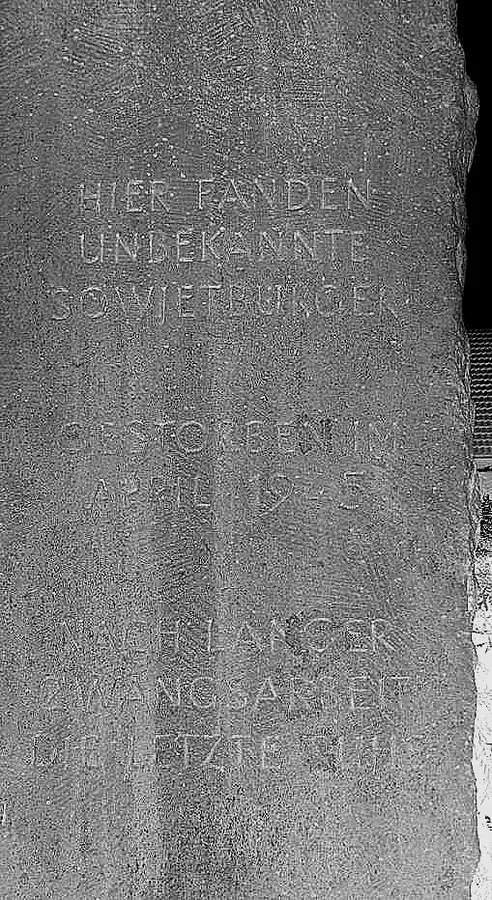 HIER FANDEN
UNBEKANNTE
SOWJETBÜRGER
GESTORBEN IM
APRIL 1945
NACH LANGER
ZWANGSARBEIT
DIE LETZTE RUHE